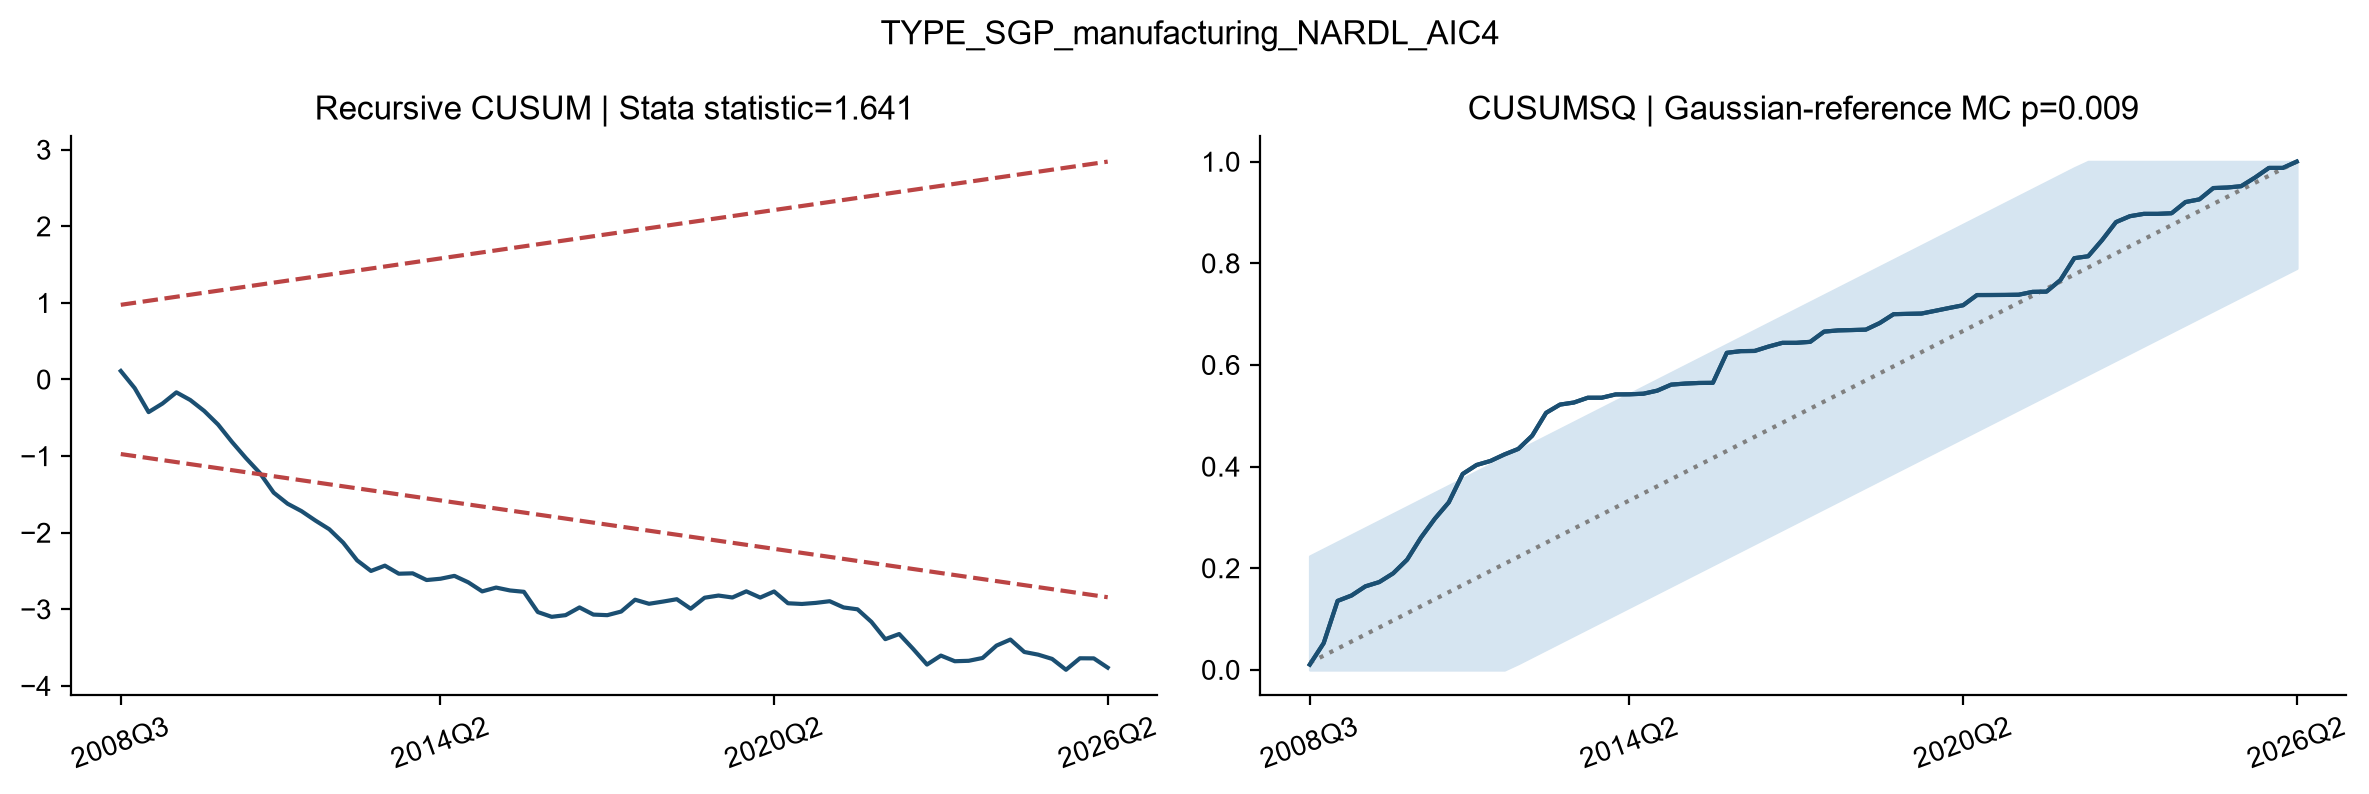 TYPE_SGP_manufacturing_NARDL_AIC4
Recursive CUSUM | Stata statistic=1.641
3
2
1
0
−1
−2
−3
−4
2008Q3
2014Q2
2020Q2
2026Q2
CUSUMSQ | Gaussian-reference MC p=0.009
1.0
0.8
0.6
0.4
0.2
0.0
2008Q3
2014Q2
2020Q2
2026Q2